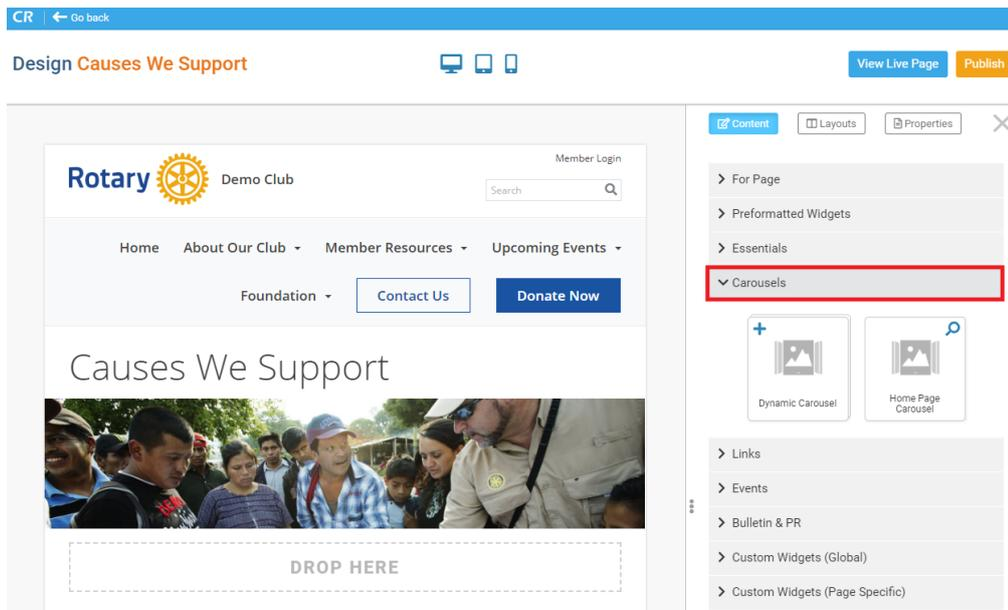 CR Go back
Design Causes We Support
View Live Page
Publish
Content
Layouts
Properties
Rotary
Demo Club
Member Login
Search
Home
About Our Club
Member Resources
Upcoming Events
Foundation
Contact Us
Donate Now
Causes We Support
DROP HERE
For Page
Preformatted Widgets
Essentials
Carousels
Dynamic Carousel
Home Page
Carousel
Links
Events
Bulletin & PR
Custom Widgets (Global)
Custom Widgets (Page Specific)